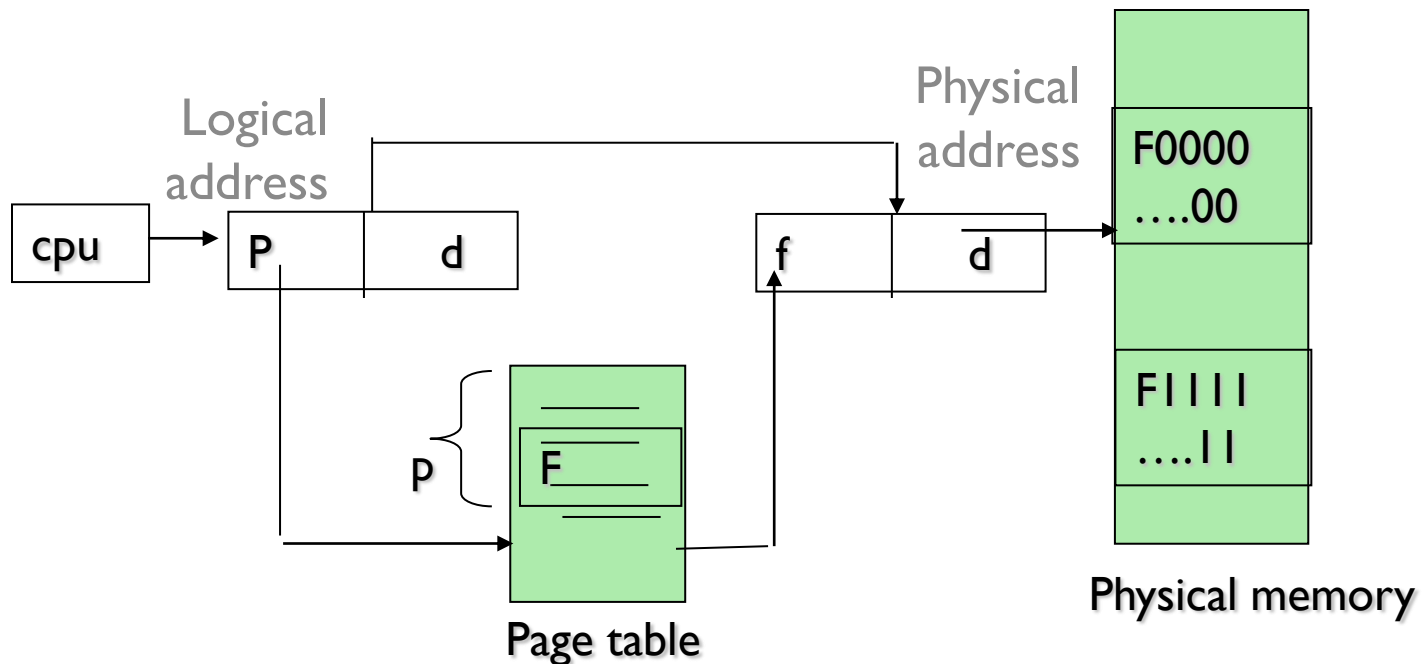 Logical
address
Physical
address
cpu
P d
f d
F0000
....00
p
F
F1111
....11
Page table
Physical memory